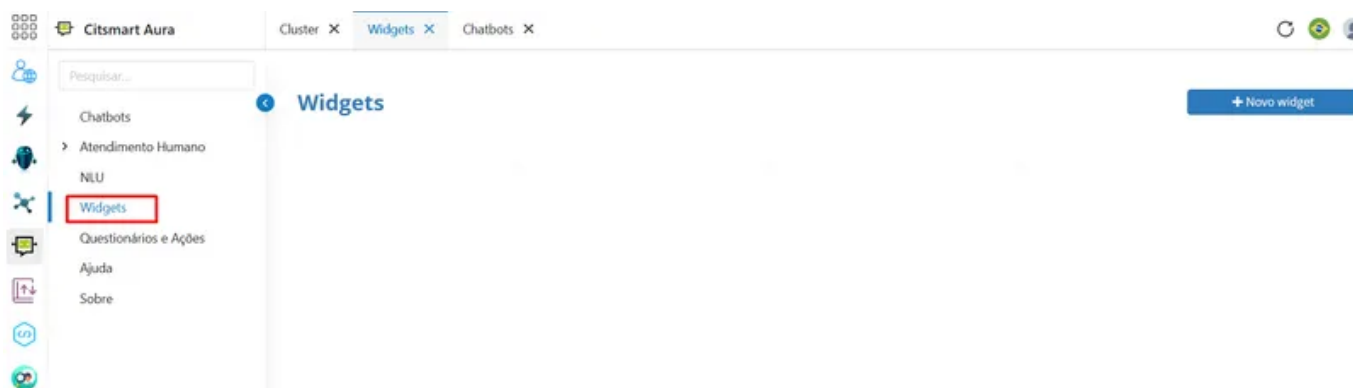 Citsmart Aura
Cluster X Widgets X Chatbots X
Pesquisar...
Chatbots
Atendimento Humano
NLU
Widgets
Questionários e Ações
Ajuda
Sobre
Widgets
+ Novo widget